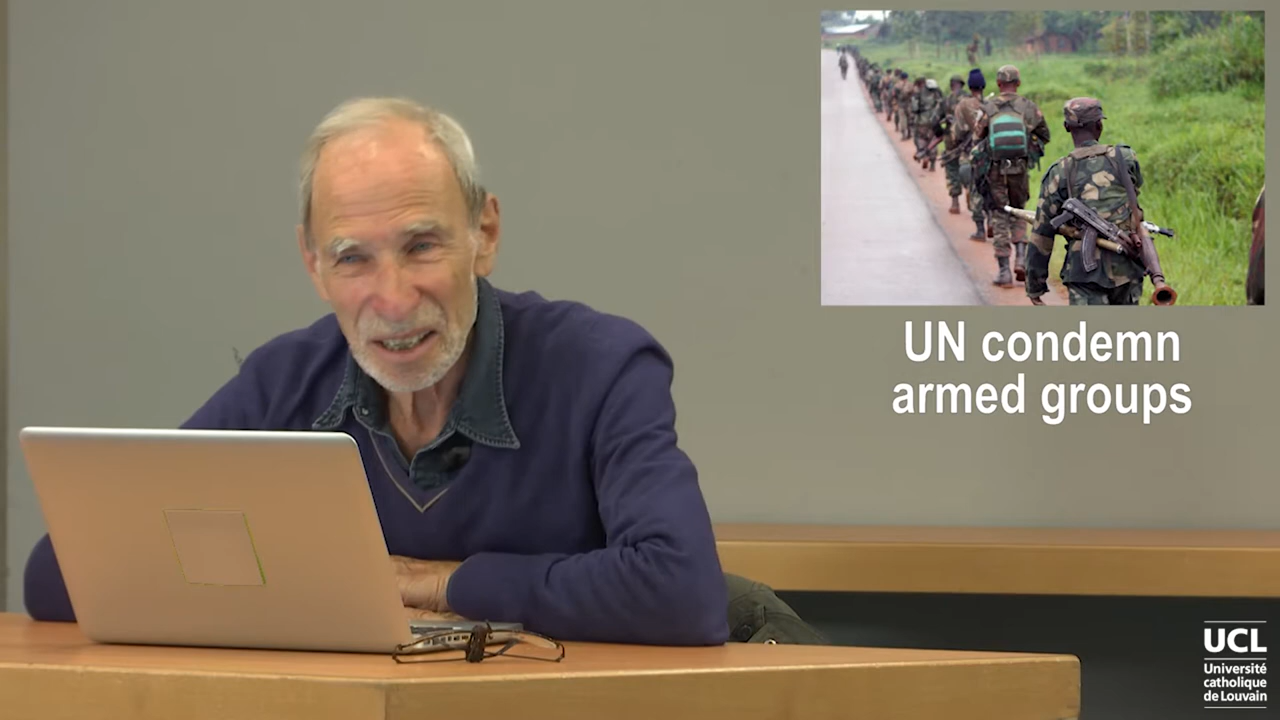 UN condemn
armed groups
UCL
Université
catholique
de Louvain